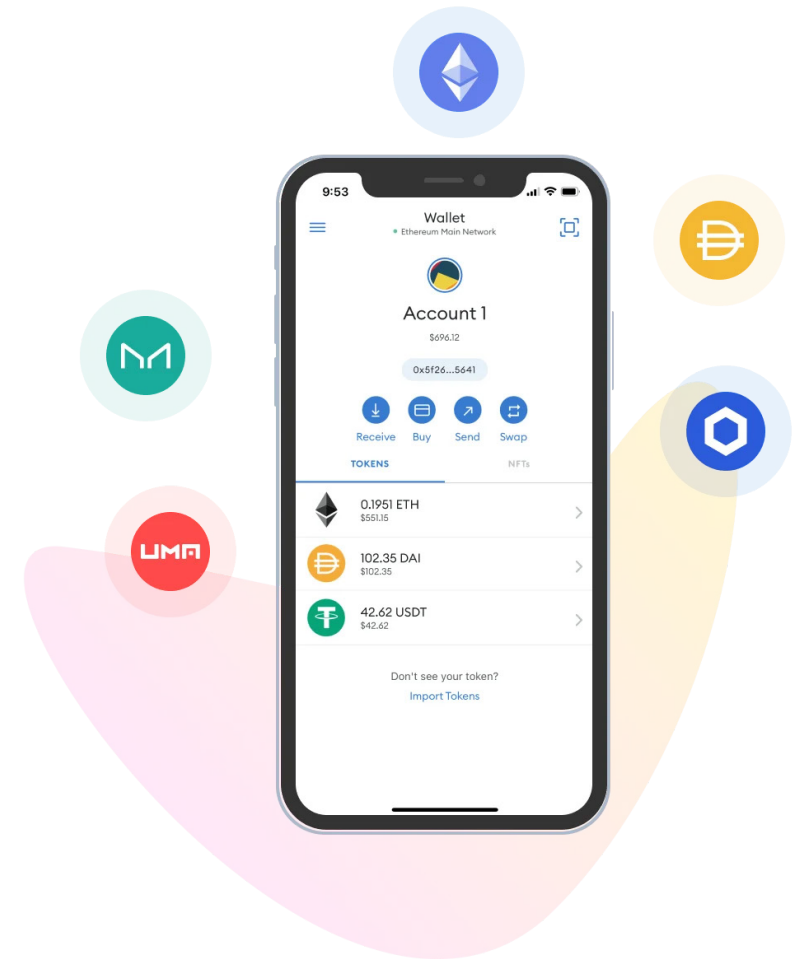 9:53
Wallet
Ethereum Main Network
Account 1
$696.12
0x5f26...5641
Receive Buy Send Swap
TOKENS NFTs
0.1951 ETH
$551.15
102.35 DAI
$102.35
UMA
42.62 USDT
$42.62
Don't see your token?
Import Tokens